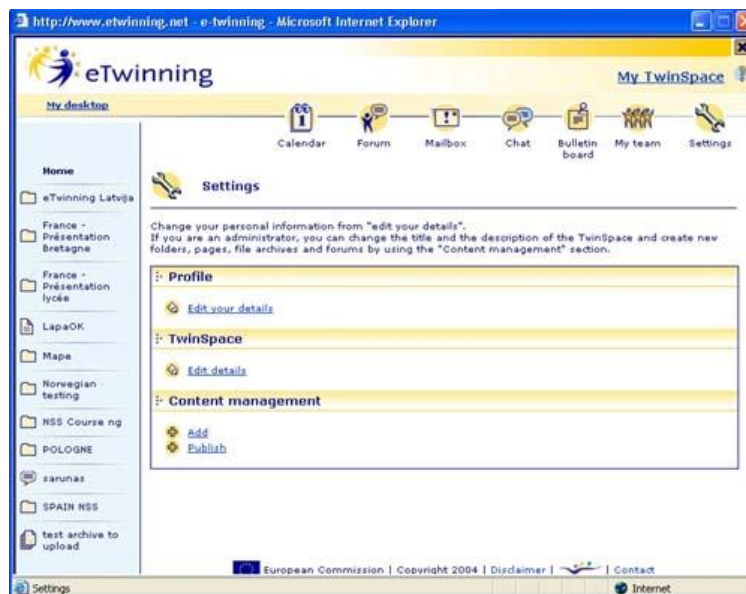 http://www.etwinning.net - e-twinning - Microsoft Internet Explorer
eTwinning
My TwinSpace
My desktop
Calendar
Forum
Mailbox
Chat
Bulletin board
My team
Settings
Home
eTwinning Latvija
France -
Présentation
Bretagne
France -
Présentation
lycée
LapaOK
Mape
Norwegian
testing
NSS Course ng
POLOGNE
sarunas
SPAIN NSS
test archive to
upload
Settings
Change your personal information from "edit your details".
If you are an administrator, you can change the title and the description of the TwinSpace and create new
folders, pages, file archives and forums by using the "Content management" section.
Profile
Edit your details
TwinSpace
Edit details
Content management
Add
Publish
European Commission | Copyright 2004 | Disclaimer | | Contact
Settings
Internet